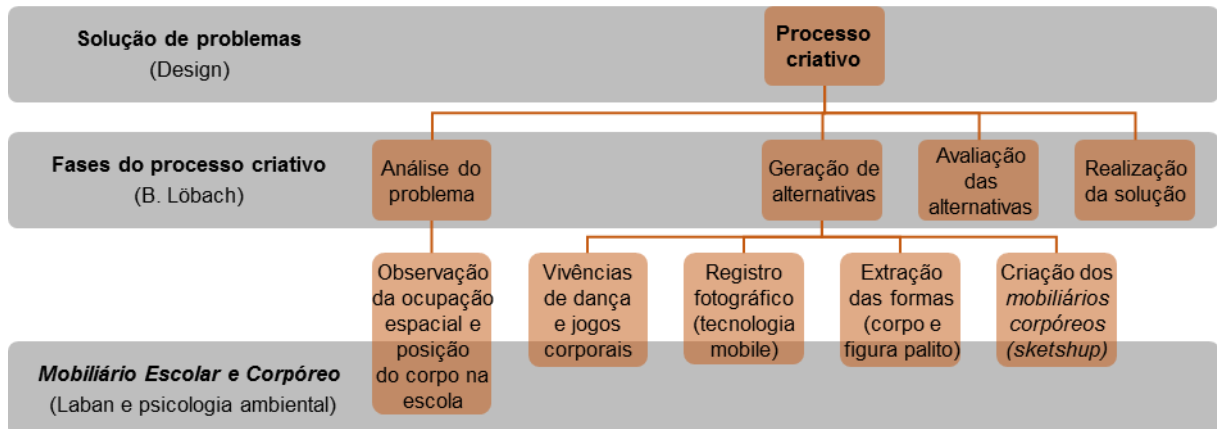 Solução de problemas
(Design)
Processo
criativo
Fases do processo criativo
(B. Löbach)
Análise do
problema
Geração de
alternativas
Avaliação
das
alternativas
Realização
da solução
Observação
da ocupação
espacial e
posição
do corpo na
escola
Vivências
de dança
e jogos
corporais
Registro
fotográfico
(tecnologia
mobile)
Extração
das formas
(corpo e
figura palito)
Criação dos
mobiliários
corpóreos
(sketshup)
Mobiliário Escolar e Corpóreo
(Laban e psicologia ambiental)